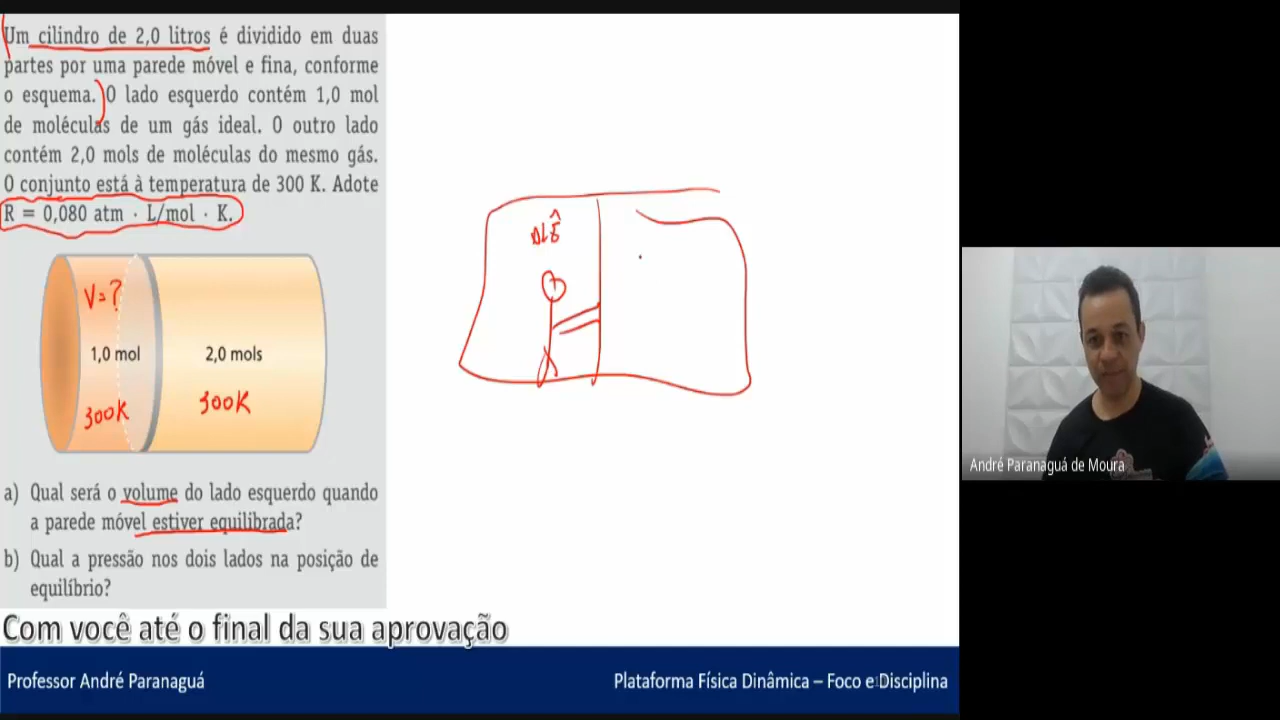 Um cilindro de 2,0 litros é dividido em duas
partes por uma parede móvel e fina, conforme
o esquema. O lado esquerdo contém 1,0 mol
de moléculas de um gás ideal. O outro lado
contém 2,0 mols de moléculas do mesmo gás.
O conjunto está à temperatura de 300 K. Adote
R = 0,080 atm · L/mol · K.
V=?
1,0 mol
2,0 mols
300K
300K
a) Qual será o volume do lado esquerdo quando
a parede móvel estiver equilibrada?
b) Qual a pressão nos dois lados na posição de
equilíbrio?
Com você até o final da sua aprovação
Professor André Paranaguá
Plataforma Física Dinâmica – Foco e Disciplina
André Paranaguá de Moura